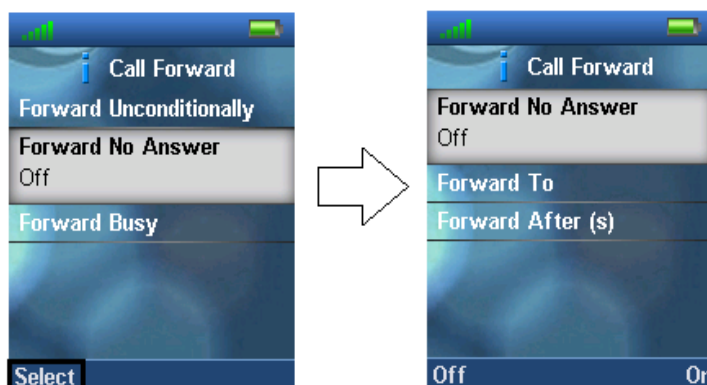 Call Forward
Forward Unconditionally
Forward No Answer
Off
Forward Busy
Select
Call Forward
Forward No Answer
Off
Forward To
Forward After (s)
Off